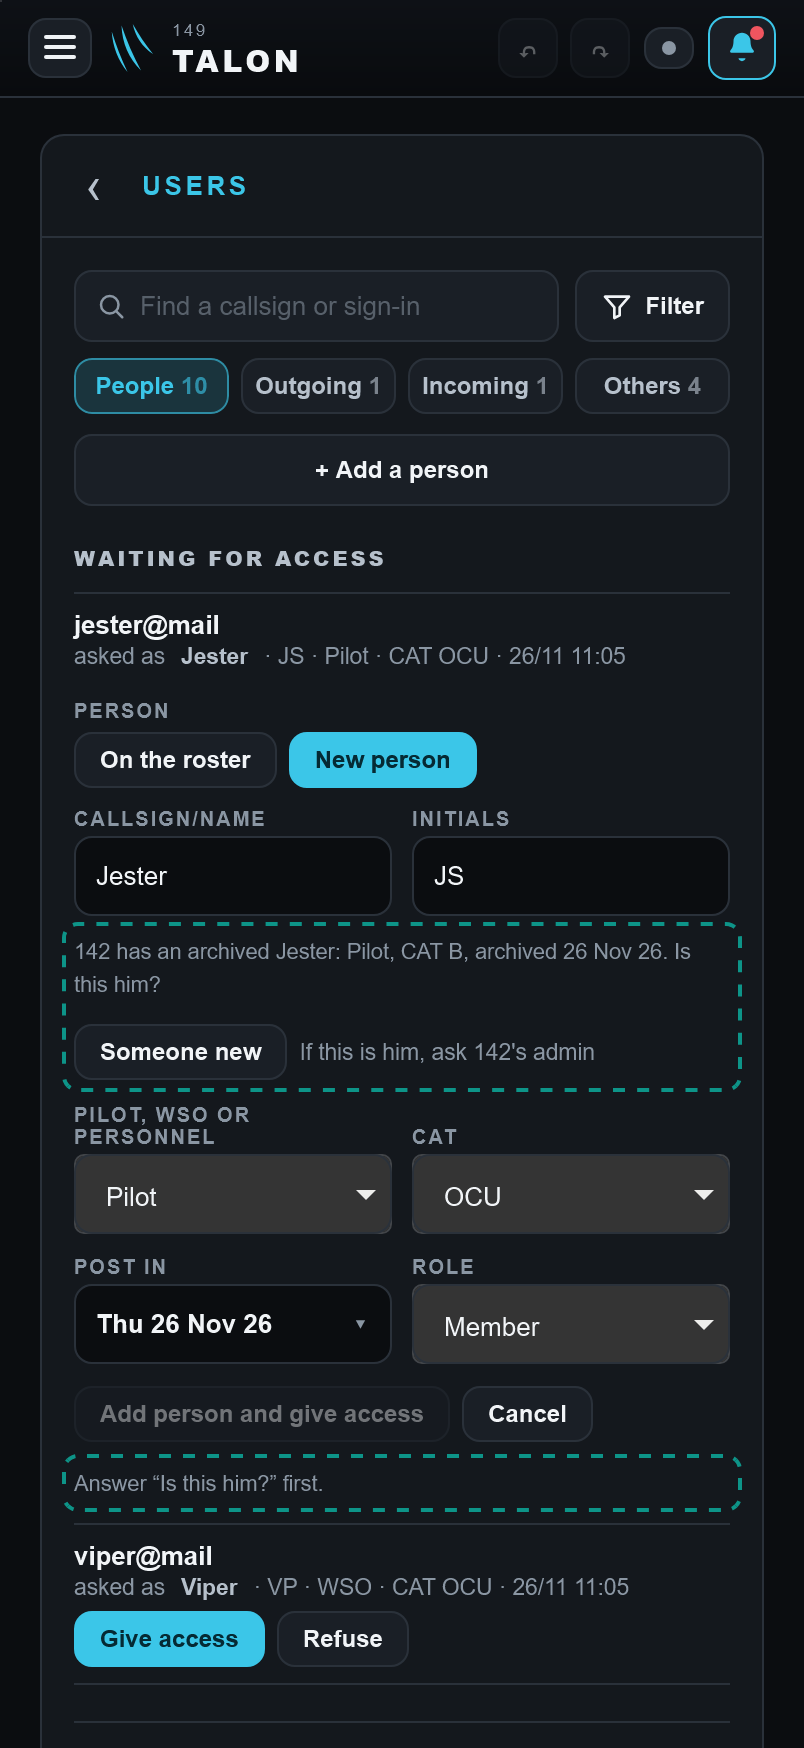 149
TALON
USERS
Find a callsign or sign-in
Filter
People 10
Outgoing 1
Incoming 1
Others 4
+ Add a person
WAITING FOR ACCESS
jester@mail
asked as Jester · JS · Pilot · CAT OCU · 26/11 11:05
PERSON
On the roster
New person
CALLSIGN/NAME
INITIALS
Jester
JS
142 has an archived Jester: Pilot, CAT B, archived 26 Nov 26. Is
this him?
Someone new
If this is him, ask 142's admin
PILOT, WSO OR
PERSONNEL
CAT
Pilot
OCU
POST IN
ROLE
Thu 26 Nov 26
Member
Add person and give access
Cancel
Answer “Is this him?” first.
viper@mail
asked as Viper · VP · WSO · CAT OCU · 26/11 11:05
Give access
Refuse